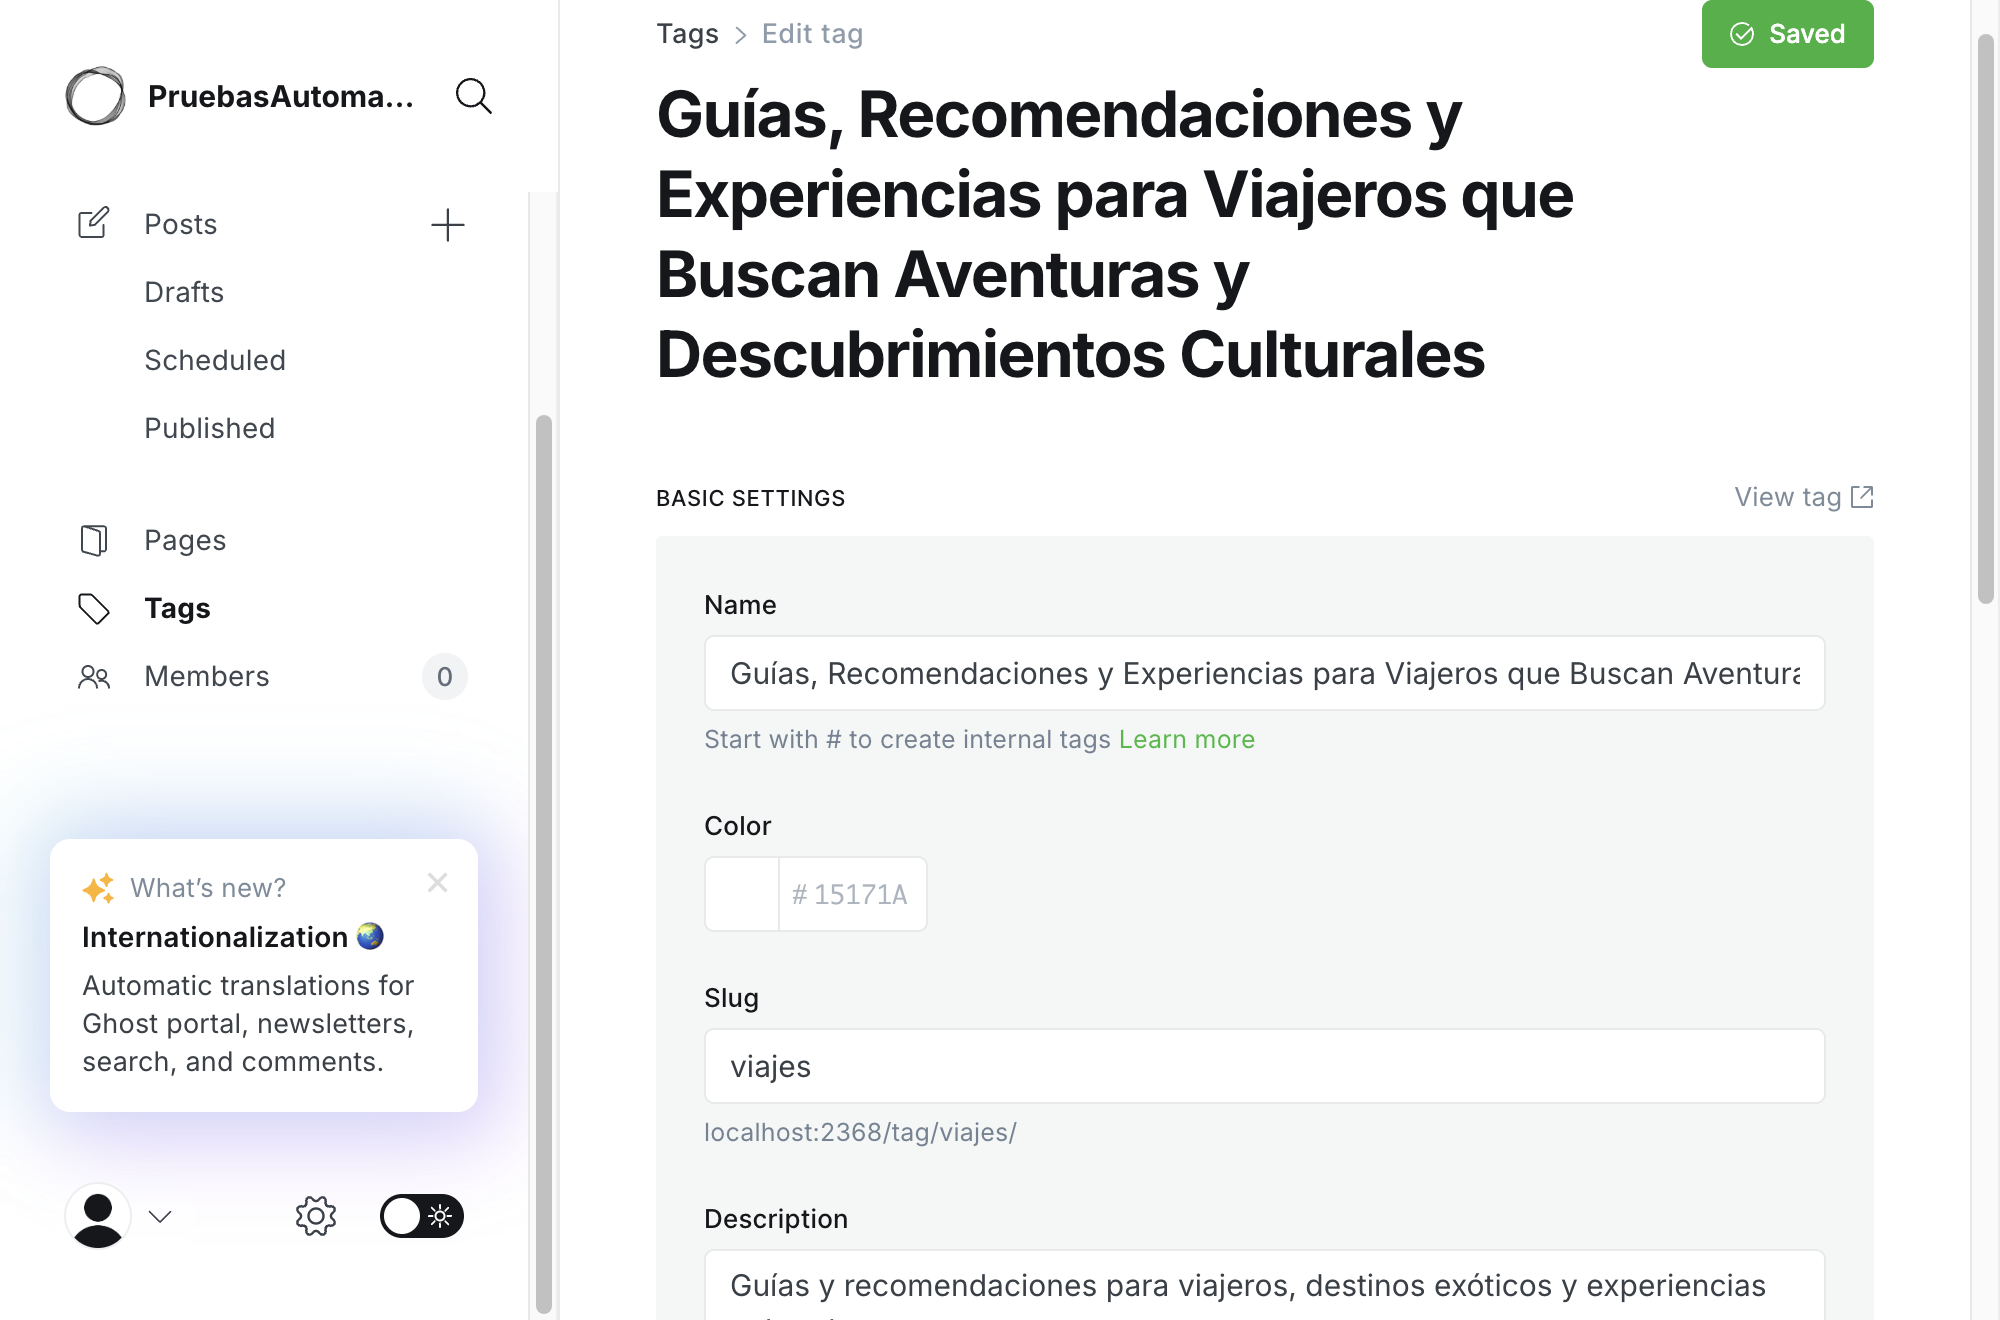 PruebasAutoma...
Posts
Drafts
Scheduled
Published
Pages
Tags
Members
0
What’s new?
Internationalization
Automatic translations for
Ghost portal, newsletters,
search, and comments.
Tags > Edit tag
Saved
Guías, Recomendaciones y
Experiencias para Viajeros que
Buscan Aventuras y
Descubrimientos Culturales
BASIC SETTINGS
View tag
Name
Guías, Recomendaciones y Experiencias para Viajeros que Buscan Aventura
Start with # to create internal tags Learn more
Color
# 15171A
Slug
viajes
localhost:2368/tag/viajes/
Description
Guías y recomendaciones para viajeros, destinos exóticos y experiencias